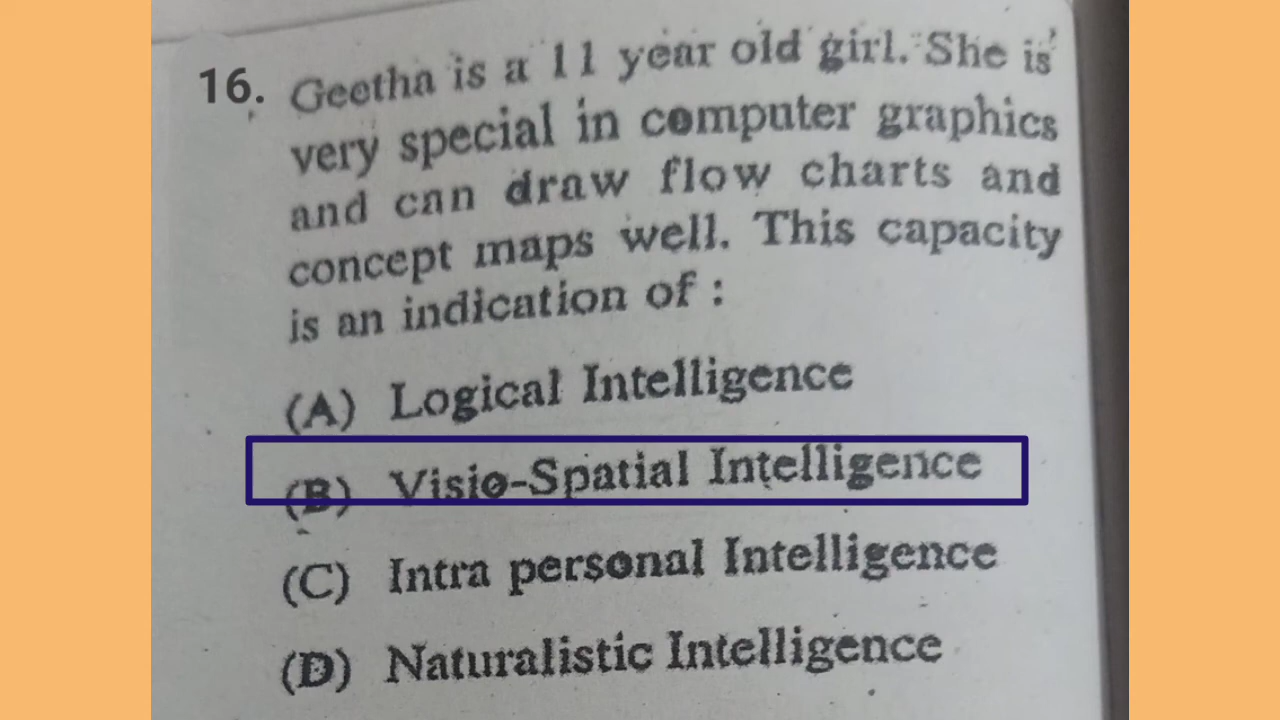 16. Geetha is a 11 year old girl. She is
very special in computer graphics
and can draw flow charts and
concept maps well. This capacity
is an indication of :
(A) Logical Intelligence
(B) Visio-Spatial Intelligence
(C) Intra personal Intelligence
(D) Naturalistic Intelligence